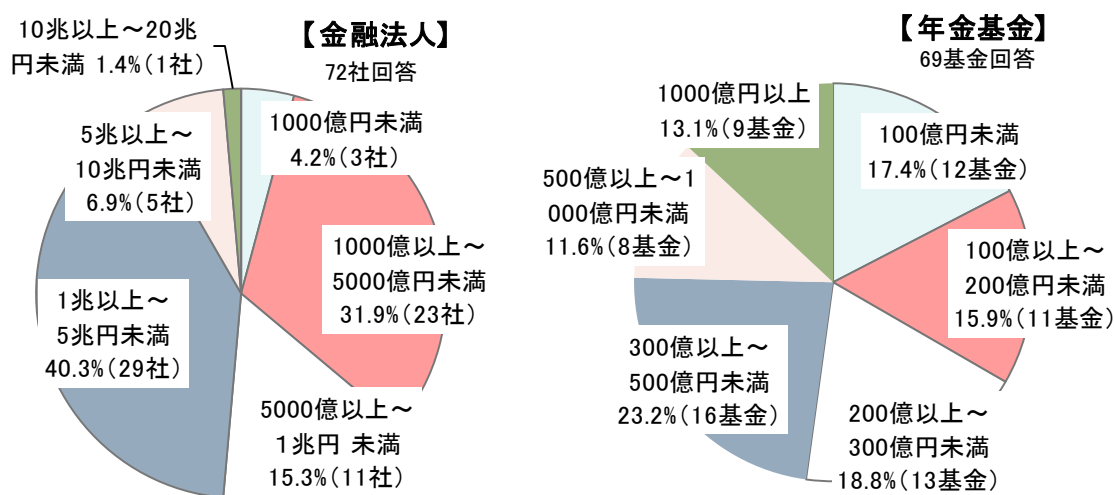 【金融法人】
72社回答
10兆以上～20兆
円未満 1.4%(1社)
1000億円未満
4.2%(3社)
5兆以上～
10兆円未満
6.9%(5社)
1000億以上～
5000億円未満
31.9%(23社)
1兆以上～
5兆円未満
40.3%(29社)
5000億以上～
1兆円 未満
15.3%(11社)
【年金基金】
69基金回答
1000億円以上
13.1%(9基金)
100億円未満
17.4%(12基金)
500億以上～1
000億円未満
11.6%(8基金)
100億以上～
200億円未満
15.9%(11基金)
300億以上～
500億円未満
23.2%(16基金)
200億以上～
300億円未満
18.8%(13基金)